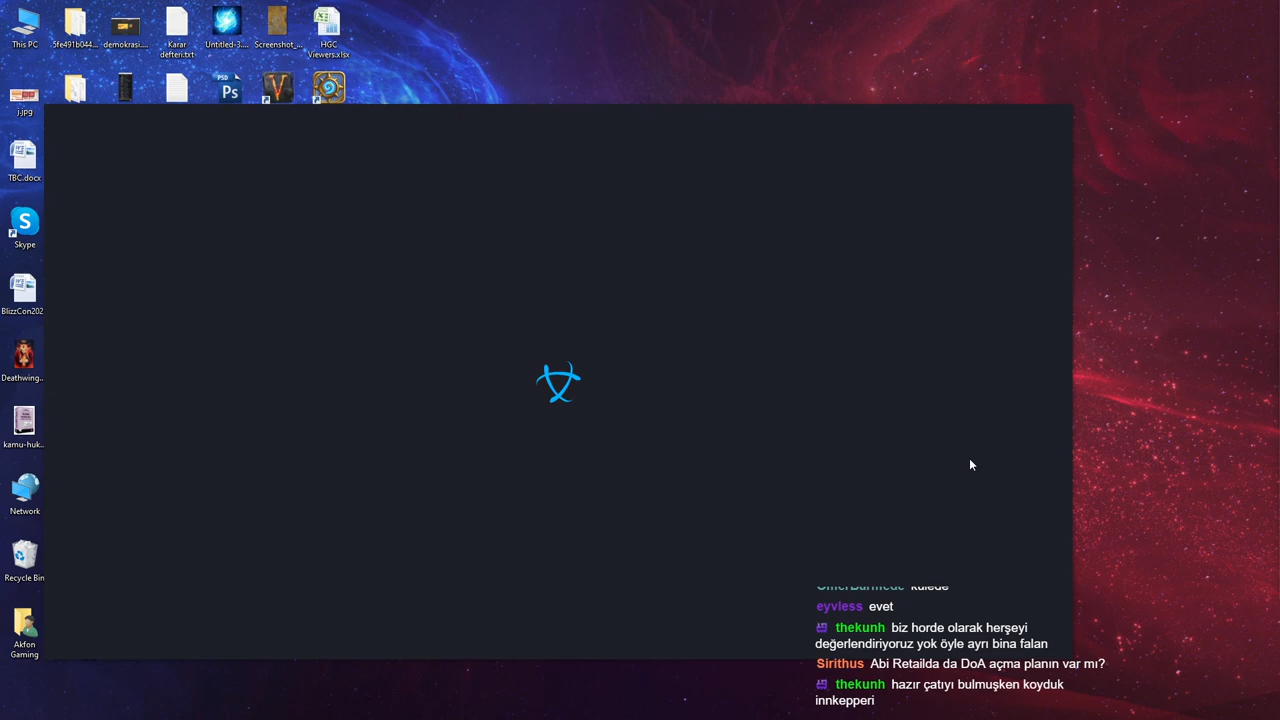 This PC
5fe491b044...
demokrasi....
Karar
defteri.txt
Untitled-3....
Screenshot_...
HGC
Viewers.xlsx
PSD
Ps
j.jpg
TBC.docx
S
Skype
BlizzCon202
Deathwing..
kamu-huk..
Network
Recycle Bin
Akfon
Gaming
eyvless evet
thekunh biz horde olarak herşeyi
değerlendiriyoruz yok öyle ayrı bina falan
Sirithus Abi Retailda da DoA açma planın var mı?
thekunh hazır çatıyı bulmuşken koyduk
innkepperi